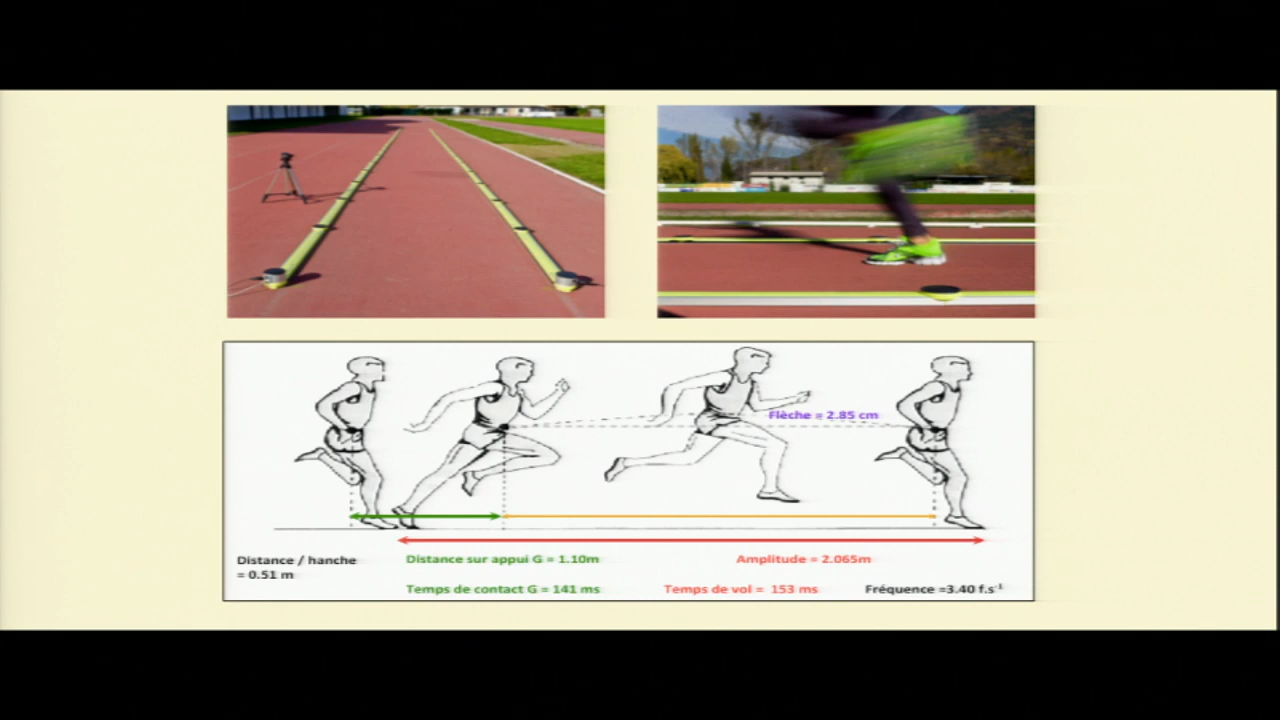 Flèche = 2.85 cm
Distance / hanche
= 0.51 m
Distance sur appui G = 1.10m
Amplitude = 2.065m
Temps de contact G = 141 ms
Temps de vol = 153 ms
Fréquence =3.40 f.s⁻¹